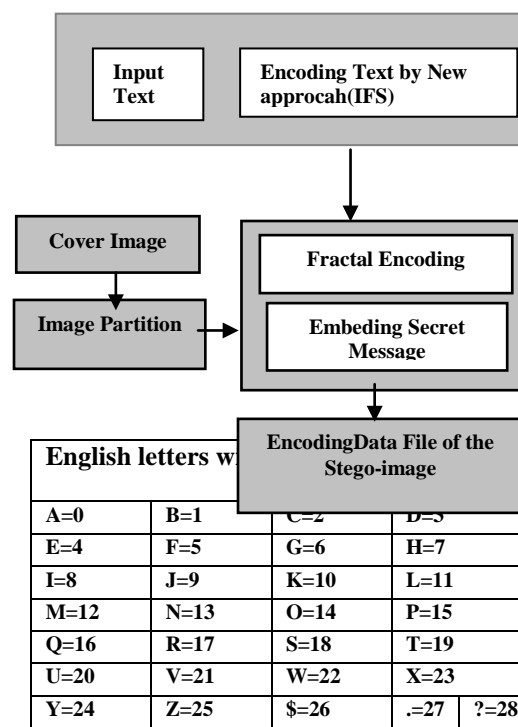 Input
Text
Encoding Text by New
approcah(IFS)
Cover Image
Image Partition
Fractal Encoding
Embeding Secret
Message
EncodingData File of the
Stego-image
English letters
A=0 B=1 C=2 D=3
E=4 F=5 G=6 H=7
I=8 J=9 K=10 L=11
M=12 N=13 O=14 P=15
Q=16 R=17 S=18 T=19
U=20 V=21 W=22 X=23
Y=24 Z=25 $=26 .=27 ?=28